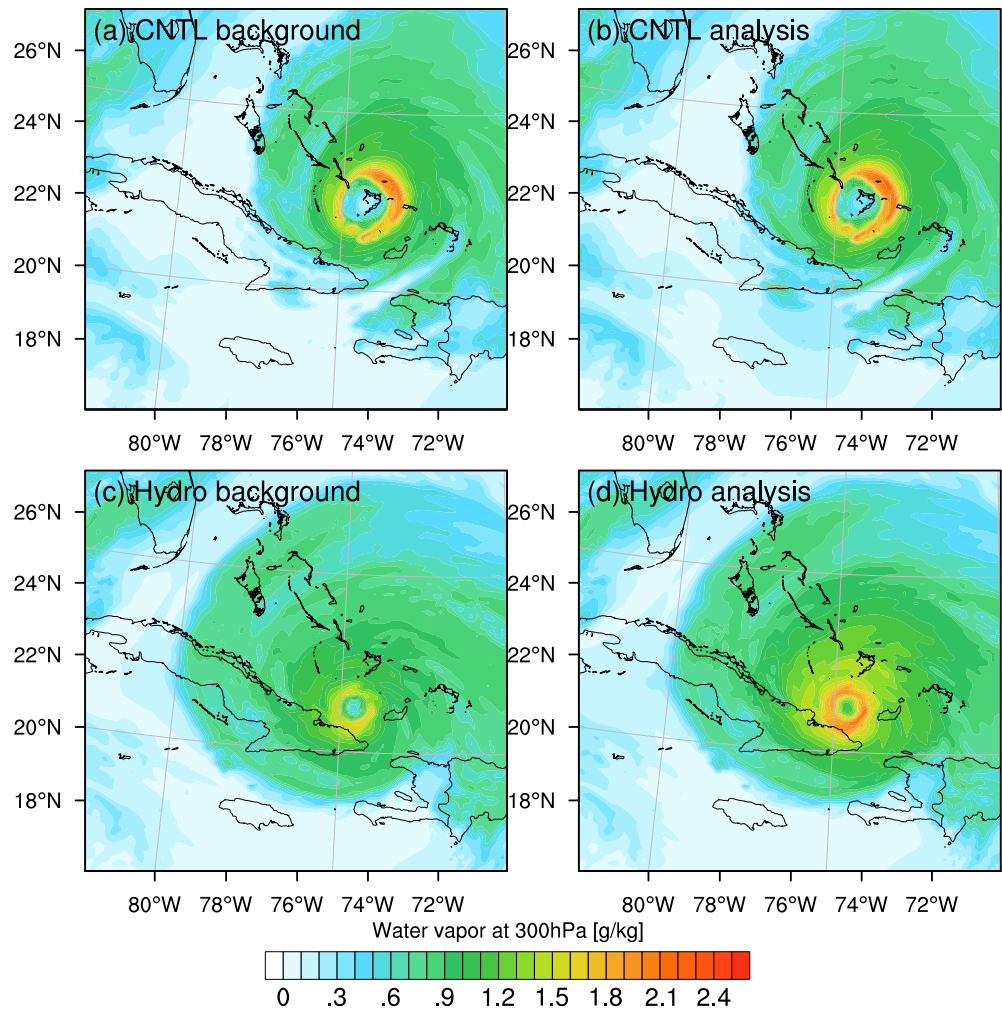 (a) CNTL background
(b) CNTL analysis
26°N
24°N
22°N
20°N
18°N
26°N
24°N
22°N
20°N
18°N
80°W 78°W 76°W 74°W 72°W
80°W 78°W 76°W 74°W 72°W
(c) Hydro background
(d) Hydro analysis
26°N
24°N
22°N
20°N
18°N
26°N
24°N
22°N
20°N
18°N
80°W 78°W 76°W 74°W 72°W
80°W 78°W 76°W 74°W 72°W
Water vapor at 300hPa [g/kg]
0 .3 .6 .9 1.2 1.5 1.8 2.1 2.4